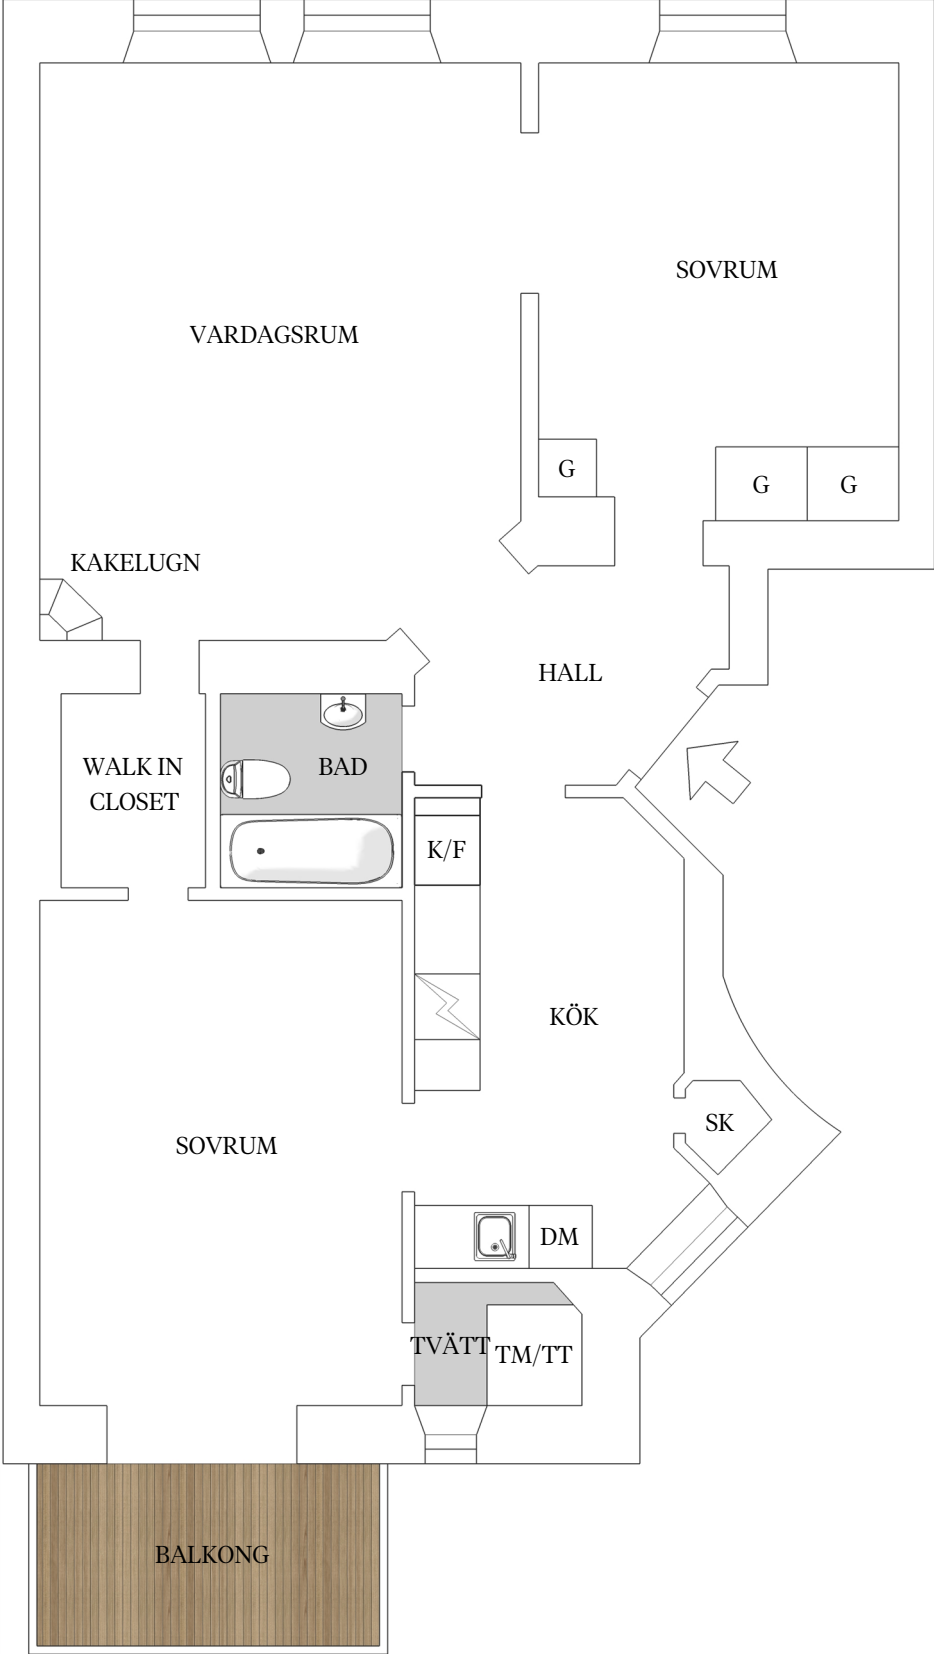 SOVRUM
VARDAGSRUM
G
G
G
KAKELUGN
HALL
WALK IN
CLOSET
BAD
K/F
KÖK
SK
SOVRUM
DM
TVÄTT
TM/TT
BALKONG